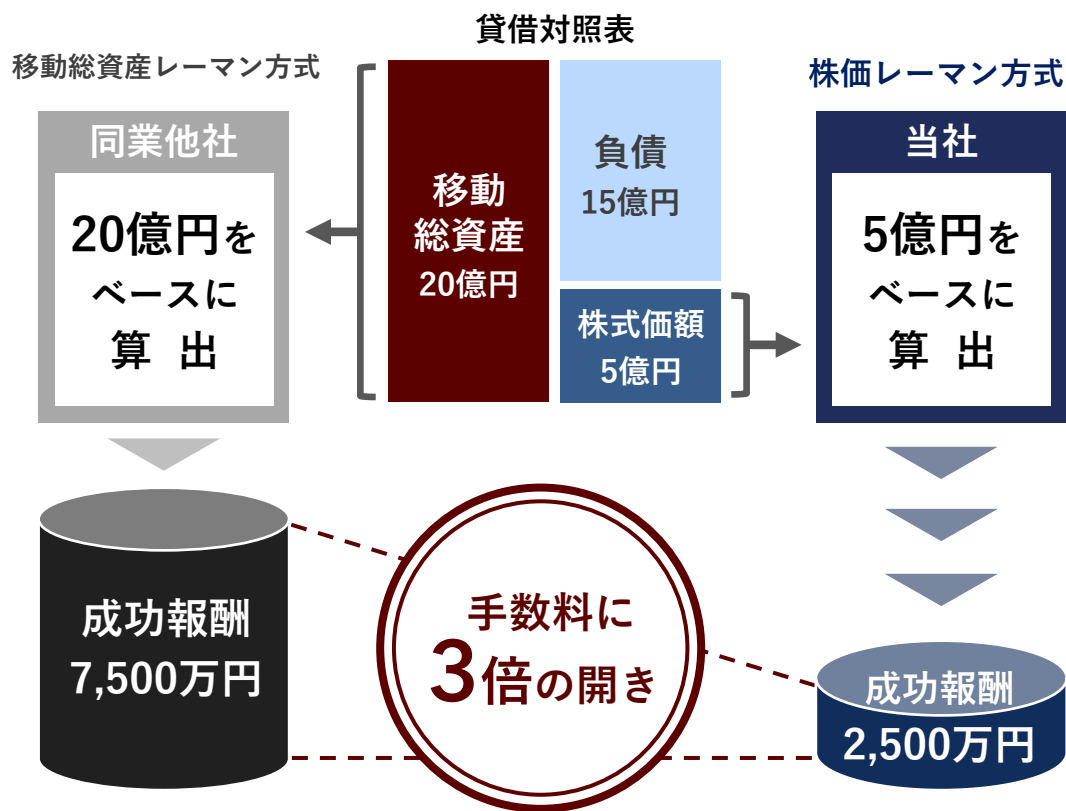 貸借対照表
移動総資産レーマン方式
同業他社
20億円を
ベースに
算 出
移動
総資産
20億円
負債
15億円
株式価額
5億円
株価レーマン方式
当社
5億円を
ベースに
算 出
成功報酬
7,500万円
手数料に
3倍の開き
成功報酬
2,500万円